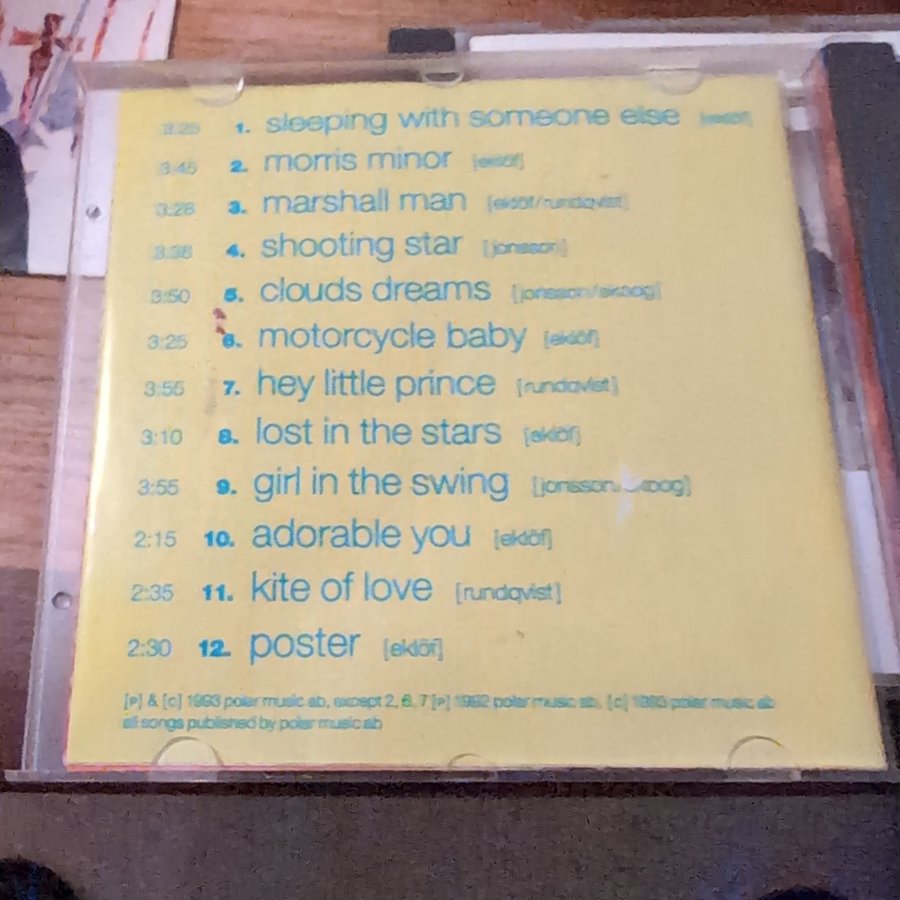 1. sleeping with someone else
3:45 2. morris minor [eklöf]
3:28 3. marshall man [eklöf/rundqvist]
3:38 4. shooting star [jonsson]
3:50 5. clouds dreams [jonsson/skoog]
3:25 6. motorcycle baby [eklöf]
3:55 7. hey little prince [rundqvist]
3:10 8. lost in the stars [eklöf]
3:55 9. girl in the swing [jonsson/skoog]
2:15 10. adorable you [eklöf]
2:35 11. kite of love [rundqvist]
2:30 12. poster [eklöf]
[p] & [c] 1993 polar music ab, except 2, 6, 7 [p] 1992 polar music ab, [c] 1993 polar music ab
all songs published by polar music ab